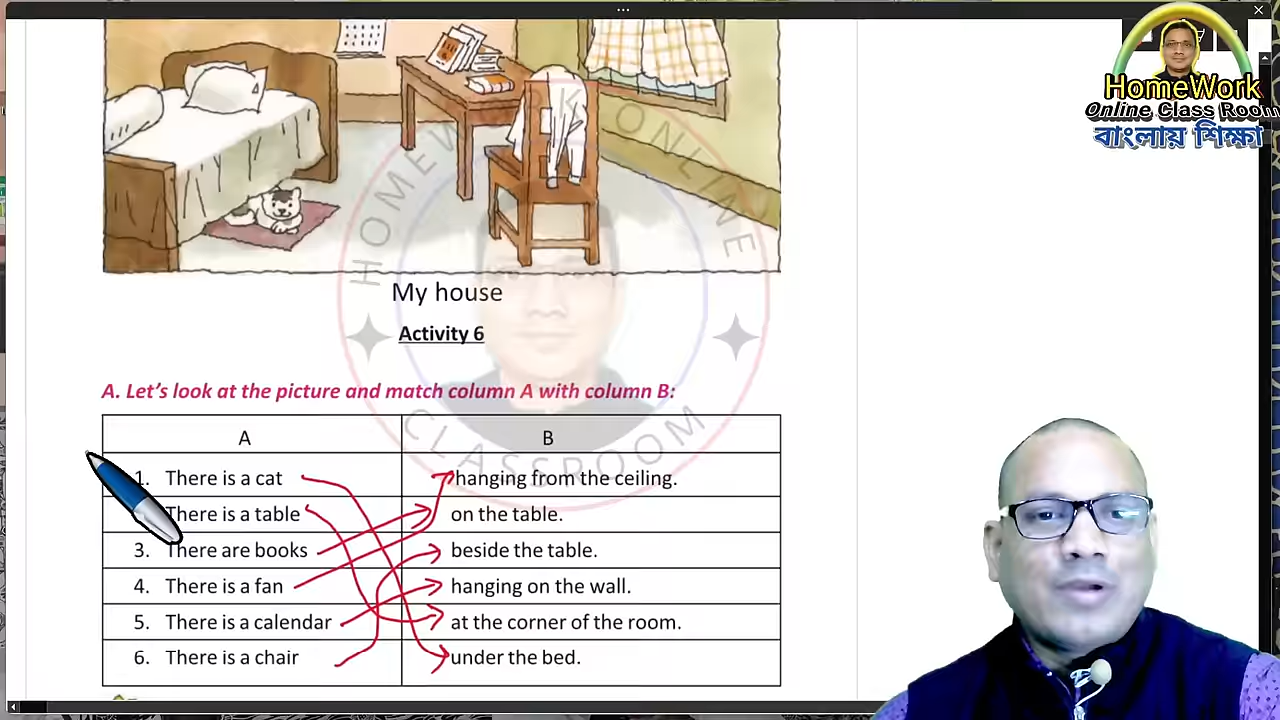 HomeWork
Online Class Room
বাংলায় শিক্ষা
HOMEWORK ONLINE
CLASSROOM
My house
Activity 6
A. Let's look at the picture and match column A with column B:
A B
1. There is a cat hanging from the ceiling.
There is a table on the table.
3. There are books beside the table.
4. There is a fan hanging on the wall.
5. There is a calendar at the corner of the room.
6. There is a chair under the bed.